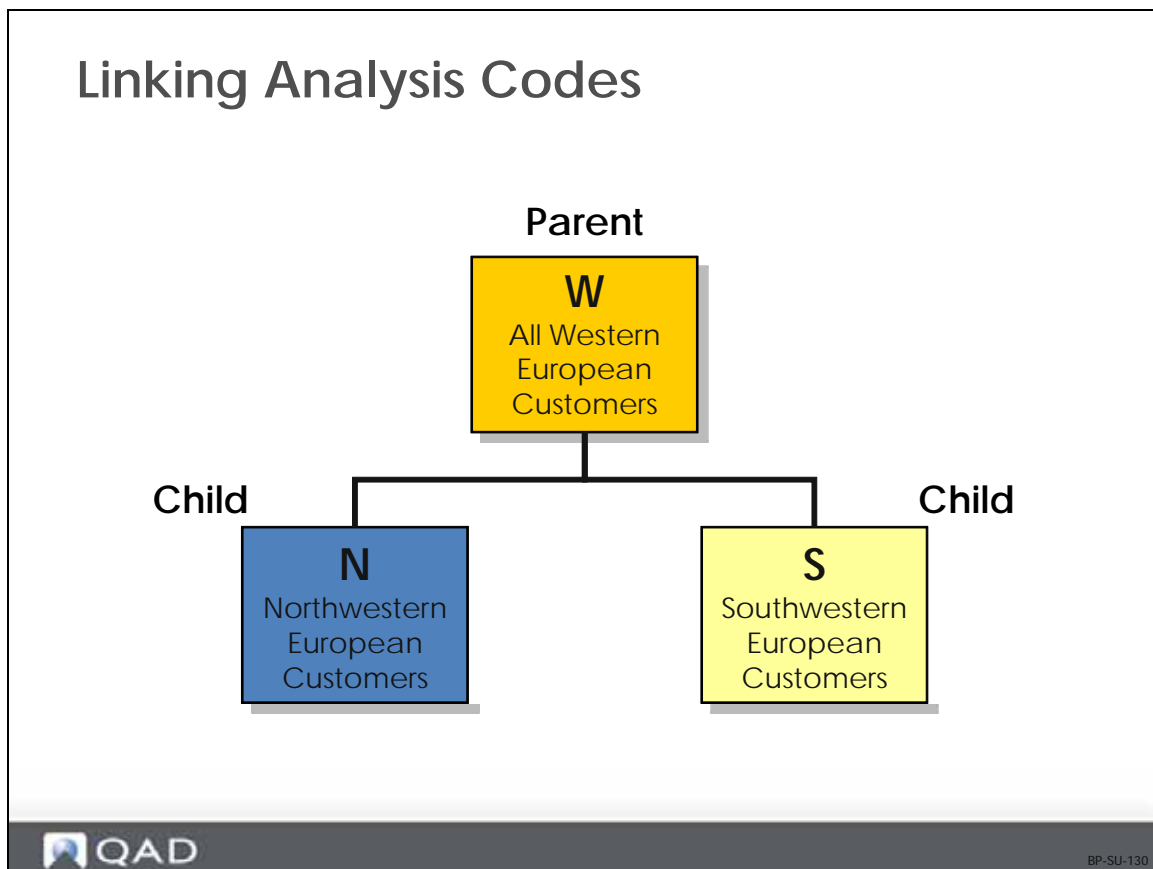 Linking Analysis Codes
Parent
W
All Western
European
Customers
Child
Child
N
Northwestern
European
Customers
S
Southwestern
European
Customers
QAD
BP-SU-130